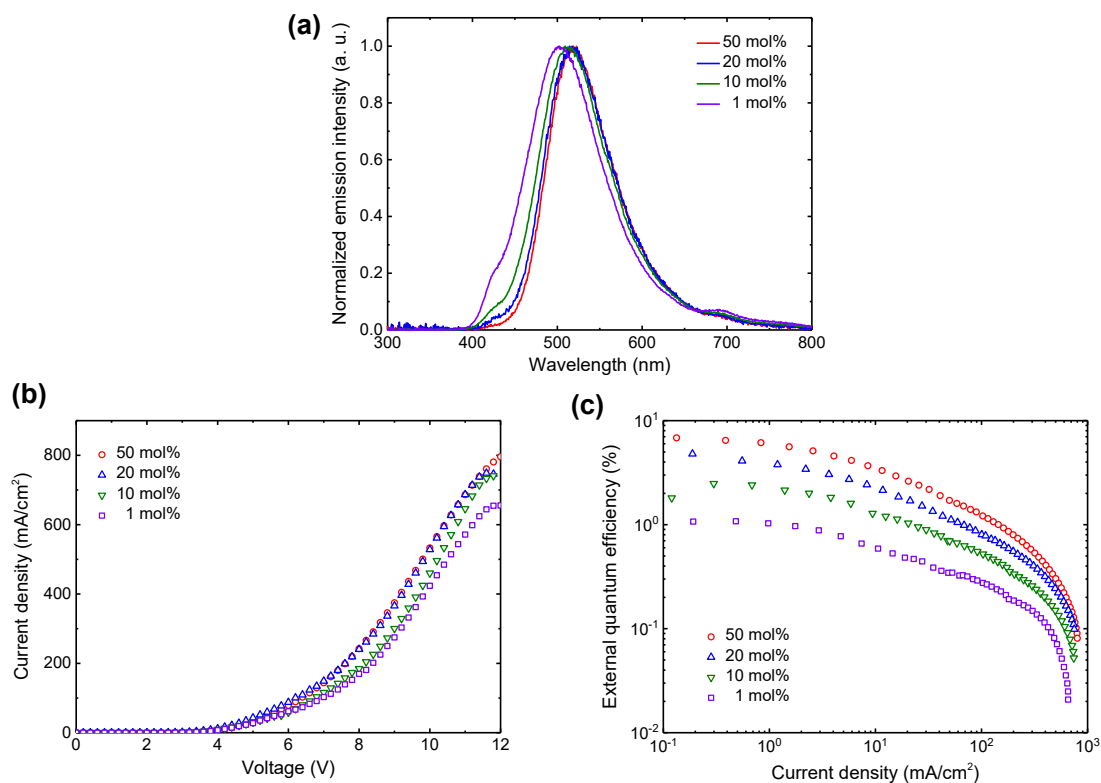 (a)
Normalized emission intensity (a. u.)
1.0
0.8
0.6
0.4
0.2
0.0
50 mol%
20 mol%
10 mol%
1 mol%
300 400 500 600 700 800
Wavelength (nm)
(b)
Current density (mA/cm²)
800
600
400
200
0
50 mol%
20 mol%
10 mol%
1 mol%
0 2 4 6 8 10 12
Voltage (V)
(c)
External quantum efficiency (%)
10¹
10⁰
10⁻¹
10⁻²
50 mol%
20 mol%
10 mol%
1 mol%
10⁻¹ 10⁰ 10¹ 10² 10³
Current density (mA/cm²)